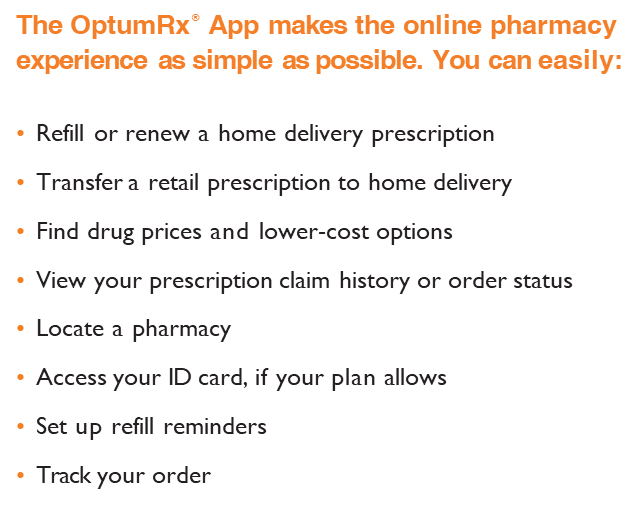 The OptumRx® App makes the online pharmacy
experience as simple as possible. You can easily:
• Refill or renew a home delivery prescription
• Transfer a retail prescription to home delivery
• Find drug prices and lower-cost options
• View your prescription claim history or order status
• Locate a pharmacy
• Access your ID card, if your plan allows
• Set up refill reminders
• Track your order